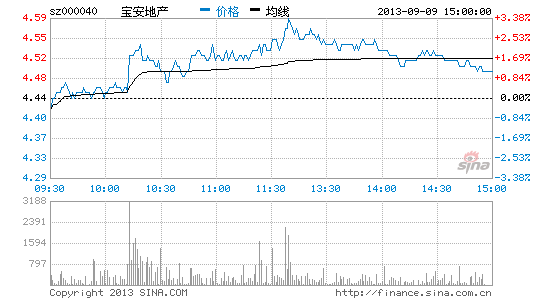 4.59 sz000040 宝安地产 价格 均线 2013-09-09 15:00:00 +3.38%
4.55 +2.53%
4.52 +1.69%
4.48 +0.84%
4.44 0.00%
4.40 -0.84%
4.37 -1.69%
4.33 sina -2.53%
4.29 -3.38%
09:30 10:00 10:30 11:00 11:30 13:30 14:00 14:30 15:00
3188
2391
1594
797
Copyright 2013 SINA.COM http://finance.sina.com.cn